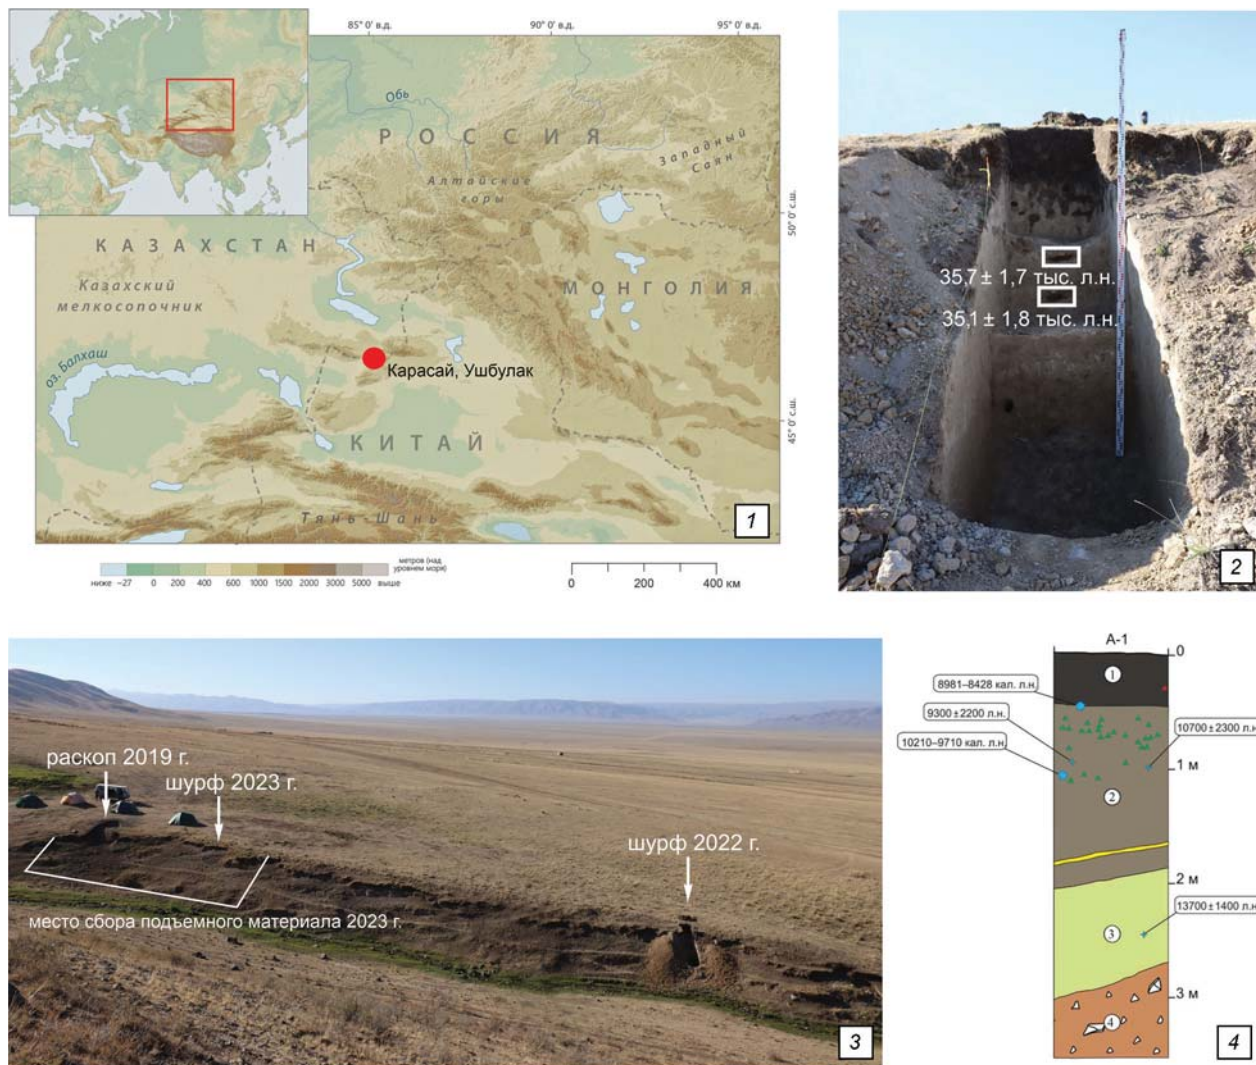 85° 0' в.д.
90° 0' в.д.
95° 0' в.д.
Обь
РОССИЯ
Западный
Саян
Алтайские
горы
50° 0' с.ш.
КАЗАХСТАН
Казахский
мелкосопочник
МОНГОЛИЯ
оз. Балхаш
Карасай, Ушбулак
45° 0' с.ш.
КИТАЙ
Тянь-Шань
1
метров (над
уровнем моря)
ниже −27 0 200 400 600 1000 1500 2000 3000 5000 выше
0 200 400 км
35,7 ± 1,7 тыс. л.н.
35,1 ± 1,8 тыс. л.н.
2
раскоп 2019 г.
шурф 2023 г.
шурф 2022 г.
место сбора подъемного материала 2023 г.
3
А-1
0
1
8981–8428 кал. л.н.
9300±2200 л.н.
10700±2300 л.н.
10210–9710 кал. л.н.
1 м
2
2 м
13700±1400 л.н.
3
3 м
4
4